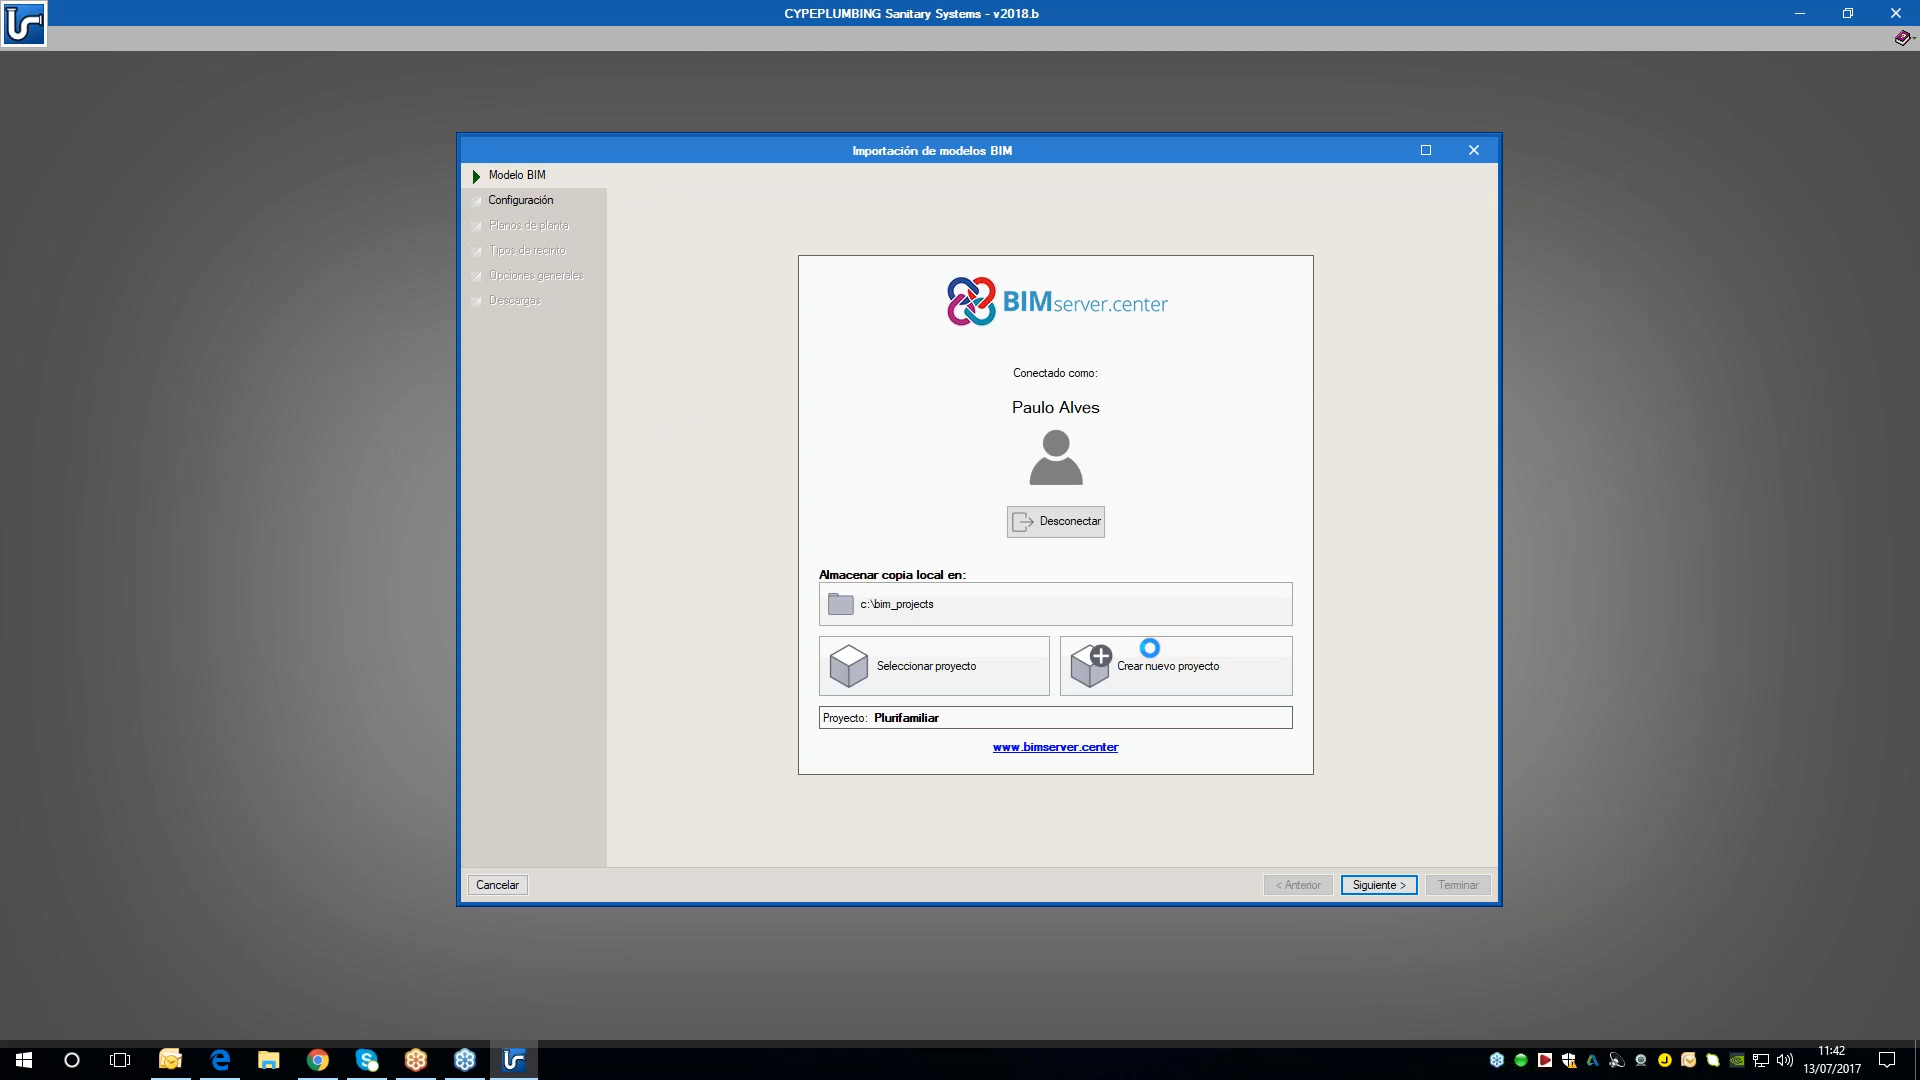 CYPEPLUMBING Sanitary Systems - v2018.b
Importación de modelos BIM
Modelo BIM
Configuración
Planos de planta
Tipos de recinto
Opciones generales
Descargas
BIMserver.center
Conectado como:
Paulo Alves
Desconectar
Almacenar copia local en:
c:\bim_projects
Seleccionar proyecto
Crear nuevo proyecto
Proyecto: Plurifamiliar
www.bimserver.center
Cancelar
< Anterior
Siguiente >
Terminar
11:42
13/07/2017